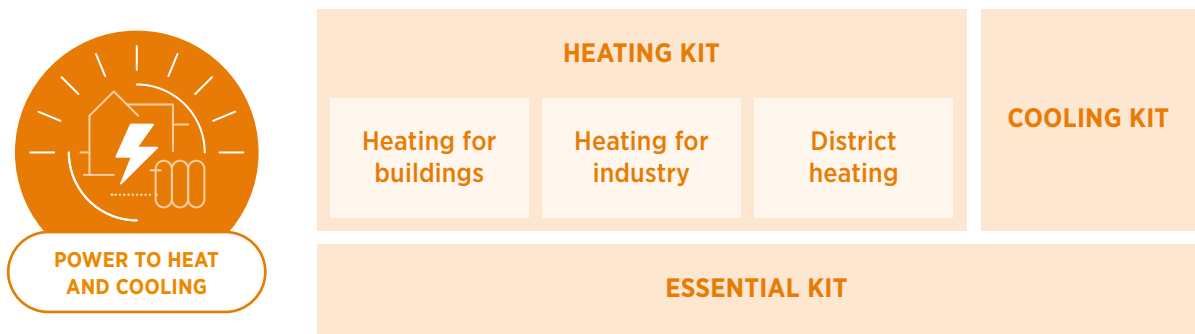 POWER TO HEAT
AND COOLING
HEATING KIT
Heating for
buildings
Heating for
industry
District
heating
COOLING KIT
ESSENTIAL KIT